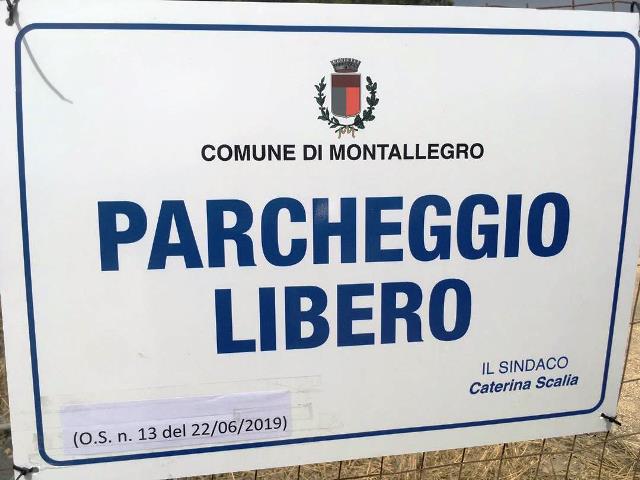 COMUNE DI MONTALLEGRO
PARCHEGGIO
LIBERO
IL SINDACO
Caterina Scalia
(O.S. n. 13 del 22/06/2019)